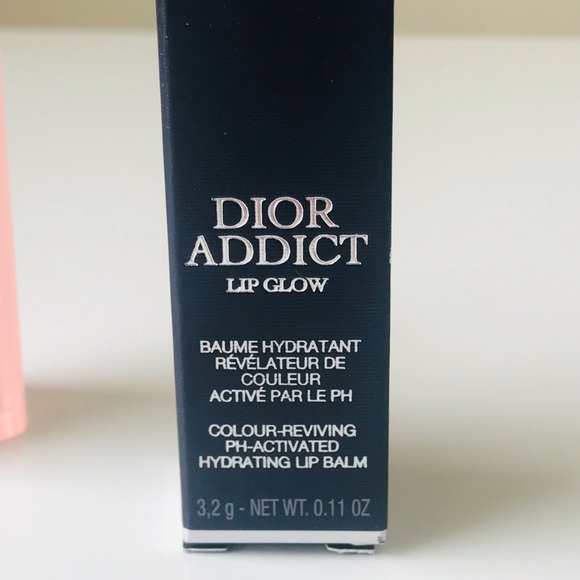 DIOR
ADDICT
LIP GLOW
BAUME HYDRATANT
RÉVÉLATEUR DE
COULEUR
ACTIVÉ PAR LE PH
COLOUR-REVIVING
PH-ACTIVATED
HYDRATING LIP BALM
3,2 g - NET WT. 0.11 OZ